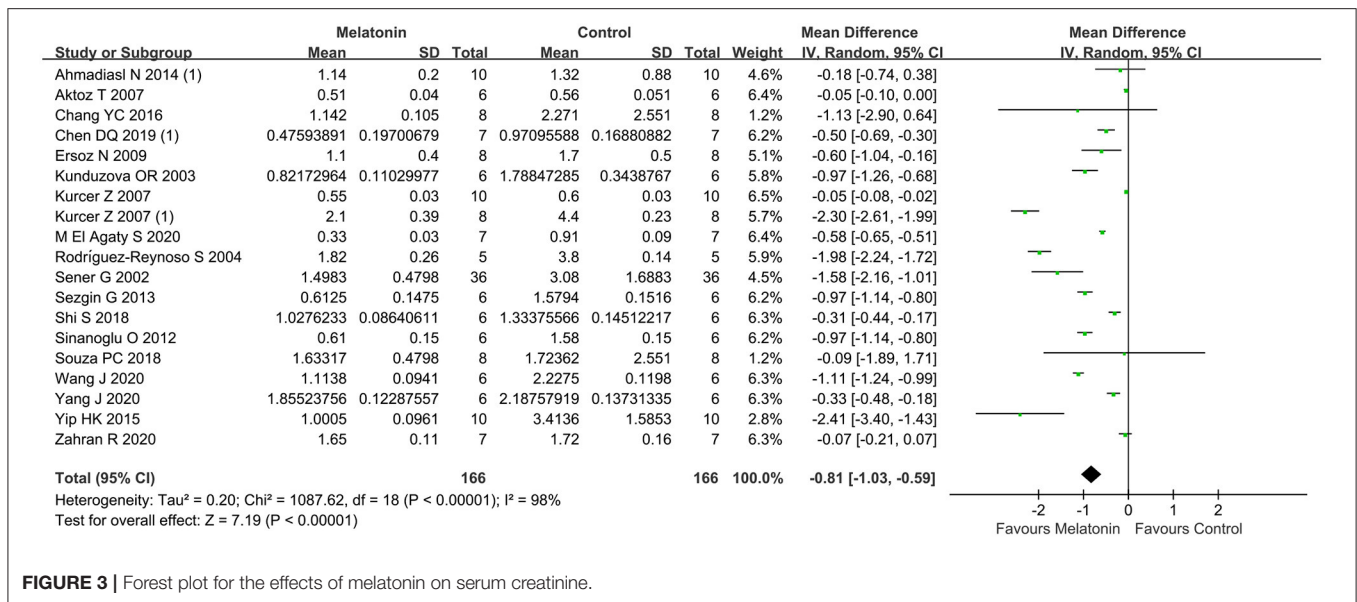 Melatonin Control Mean Difference Mean Difference
Study or Subgroup Mean SD Total Mean SD Total Weight IV, Random, 95% CI IV, Random, 95% CI
Ahmadiasl N 2014 (1) 1.14 0.2 10 1.32 0.88 10 4.6% -0.18 [-0.74, 0.38]
Aktoz T 2007 0.51 0.04 6 0.56 0.051 6 6.4% -0.05 [-0.10, 0.00]
Chang YC 2016 1.142 0.105 8 2.271 2.551 8 1.2% -1.13 [-2.90, 0.64]
Chen DQ 2019 (1) 0.47593891 0.19700679 7 0.97095588 0.16880882 7 6.2% -0.50 [-0.69, -0.30]
Ersoz N 2009 1.1 0.4 8 1.7 0.5 8 5.1% -0.60 [-1.04, -0.16]
Kunduzova OR 2003 0.82172964 0.11029977 6 1.78847285 0.3438767 6 5.8% -0.97 [-1.26, -0.68]
Kurcer Z 2007 0.55 0.03 10 0.6 0.03 10 6.5% -0.05 [-0.08, -0.02]
Kurcer Z 2007 (1) 2.1 0.39 8 4.4 0.23 8 5.7% -2.30 [-2.61, -1.99]
M El Agaty S 2020 0.33 0.03 7 0.91 0.09 7 6.4% -0.58 [-0.65, -0.51]
Rodríguez-Reynoso S 2004 1.82 0.26 5 3.8 0.14 5 5.9% -1.98 [-2.24, -1.72]
Sener G 2002 1.4983 0.4798 36 3.08 1.6883 36 4.5% -1.58 [-2.16, -1.01]
Sezgin G 2013 0.6125 0.1475 6 1.5794 0.1516 6 6.2% -0.97 [-1.14, -0.80]
Shi S 2018 1.0276233 0.08640611 6 1.33375566 0.14512217 6 6.3% -0.31 [-0.44, -0.17]
Sinanoglu O 2012 0.61 0.15 6 1.58 0.15 6 6.2% -0.97 [-1.14, -0.80]
Souza PC 2018 1.63317 0.4798 8 1.72362 2.551 8 1.2% -0.09 [-1.89, 1.71]
Wang J 2020 1.1138 0.0941 6 2.2275 0.1198 6 6.3% -1.11 [-1.24, -0.99]
Yang J 2020 1.85523756 0.12287557 6 2.18757919 0.13731335 6 6.2% -0.33 [-0.48, -0.18]
Yip HK 2015 1.0005 0.0961 10 3.4136 1.5853 10 2.8% -2.41 [-3.40, -1.43]
Zahran R 2020 1.65 0.11 7 1.72 0.16 7 6.3% -0.07 [-0.21, 0.07]
Total (95% CI) 166 166 100.0% -0.81 [-1.03, -0.59]
Heterogeneity: Tau² = 0.20; Chi² = 1087.62, df = 18 (P < 0.00001); I² = 98%
Test for overall effect: Z = 7.19 (P < 0.00001)
-2 -1 0 1 2
Favours Melatonin Favours Control
FIGURE 3 | Forest plot for the effects of melatonin on serum creatinine.